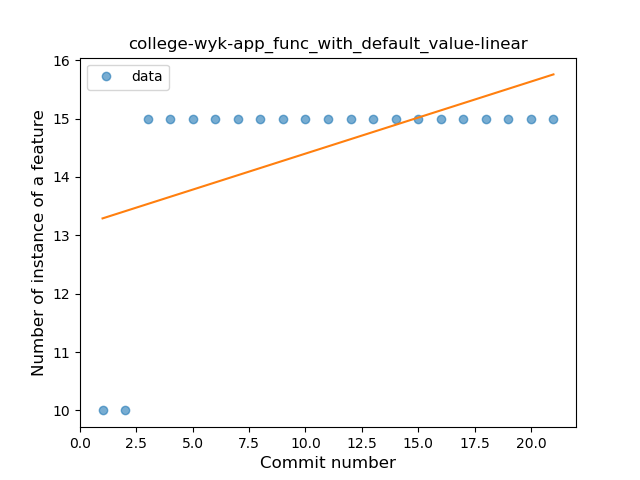 college-wyk-app_func_with_default_value-linear
data
Number of instance of a feature
16
15
14
13
12
11
10
0.0 2.5 5.0 7.5 10.0 12.5 15.0 17.5 20.0
Commit number